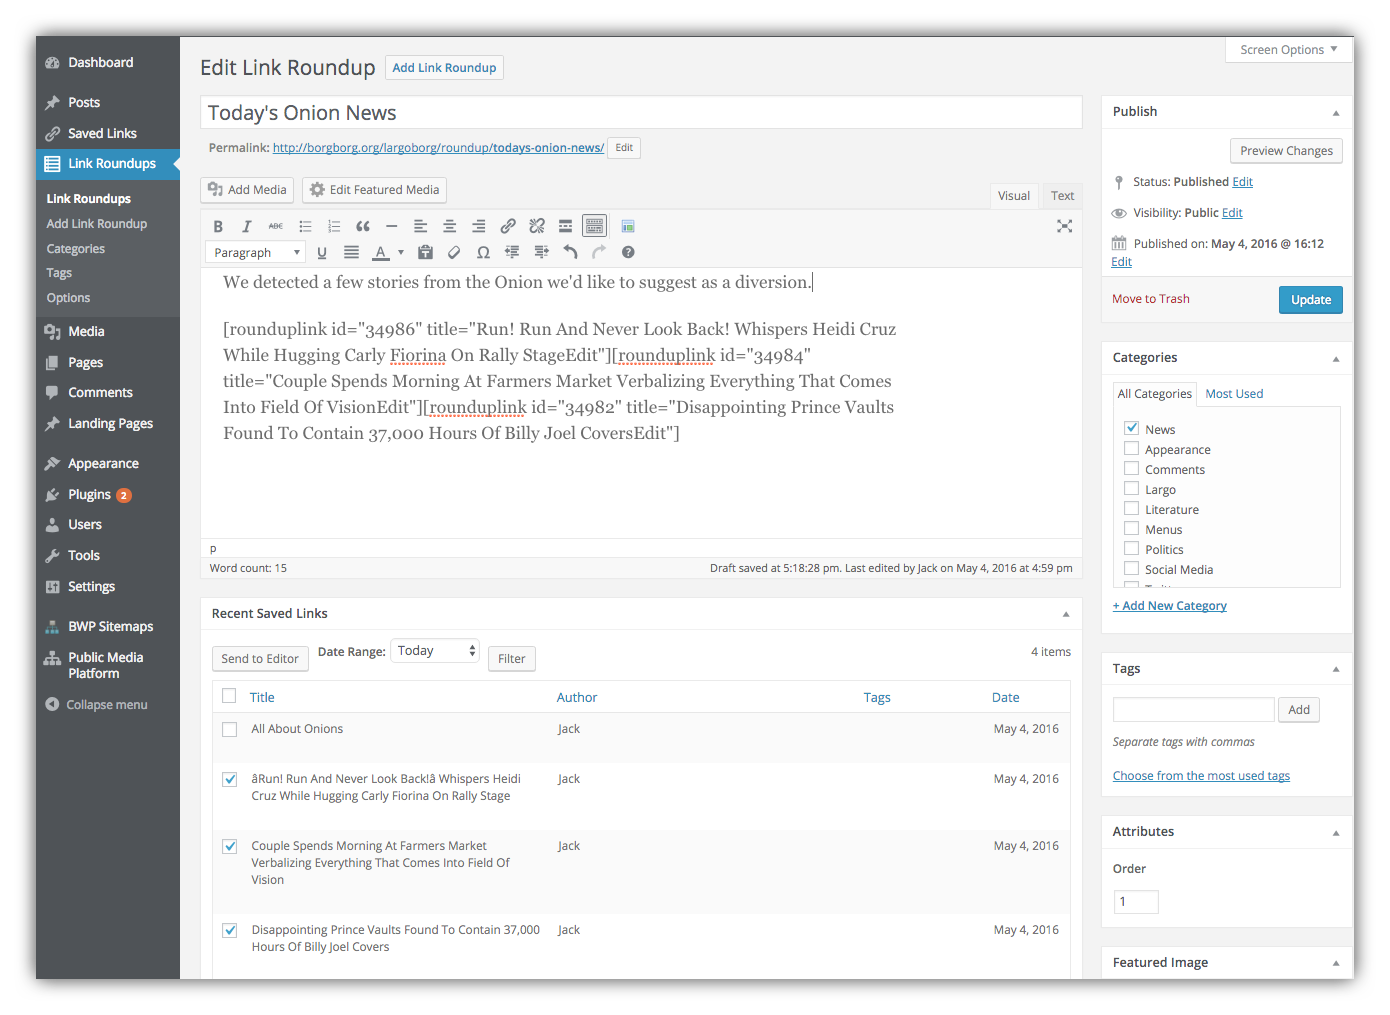 Screen Options
Dashboard
Posts
Saved Links
Link Roundups
Link Roundups
Add Link Roundup
Categories
Tags
Options
Media
Pages
Comments
Landing Pages
Appearance
Plugins 2
Users
Tools
Settings
BWP Sitemaps
Public Media
Platform
Collapse menu
Edit Link Roundup Add Link Roundup
Today's Onion News
Permalink: http://borgborg.org/largoborg/roundup/todays-onion-news/ Edit
Add Media Edit Featured Media
Visual Text
B I ABC
Paragraph U A Ω
We detected a few stories from the Onion we'd like to suggest as a diversion.
[rounduplink id="34986" title="Run! Run And Never Look Back! Whispers Heidi Cruz
While Hugging Carly Fiorina On Rally StageEdit"][rounduplink id="34984"
title="Couple Spends Morning At Farmers Market Verbalizing Everything That Comes
Into Field Of VisionEdit"][rounduplink id="34982" title="Disappointing Prince Vaults
Found To Contain 37,000 Hours Of Billy Joel CoversEdit"]
p
Word count: 15 Draft saved at 5:18:28 pm. Last edited by Jack on May 4, 2016 at 4:59 pm
Recent Saved Links
Send to Editor Date Range: Today Filter 4 items
Title Author Tags Date
All About Onions Jack May 4, 2016
âRun! Run And Never Look Back!â Whispers Heidi Jack May 4, 2016
Cruz While Hugging Carly Fiorina On Rally Stage
Couple Spends Morning At Farmers Market Jack May 4, 2016
Verbalizing Everything That Comes Into Field Of
Vision
Disappointing Prince Vaults Found To Contain 37,000 Jack May 4, 2016
Hours Of Billy Joel Covers
Publish
Preview Changes
Status: Published Edit
Visibility: Public Edit
Published on: May 4, 2016 @ 16:12
Edit
Move to Trash Update
Categories
All Categories Most Used
News
Appearance
Comments
Largo
Literature
Menus
Politics
Social Media
+ Add New Category
Tags
Add
Separate tags with commas
Choose from the most used tags
Attributes
Order
1
Featured Image